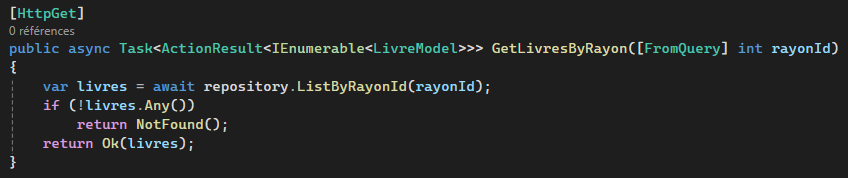 [HttpGet]
0 références
public async Task<ActionResult<IEnumerable<LivreModel>>> GetLivresByRayon([FromQuery] int rayonId)
{
    var livres = await repository.ListByRayonId(rayonId);
    if (!livres.Any())
        return NotFound();
    return Ok(livres);
}